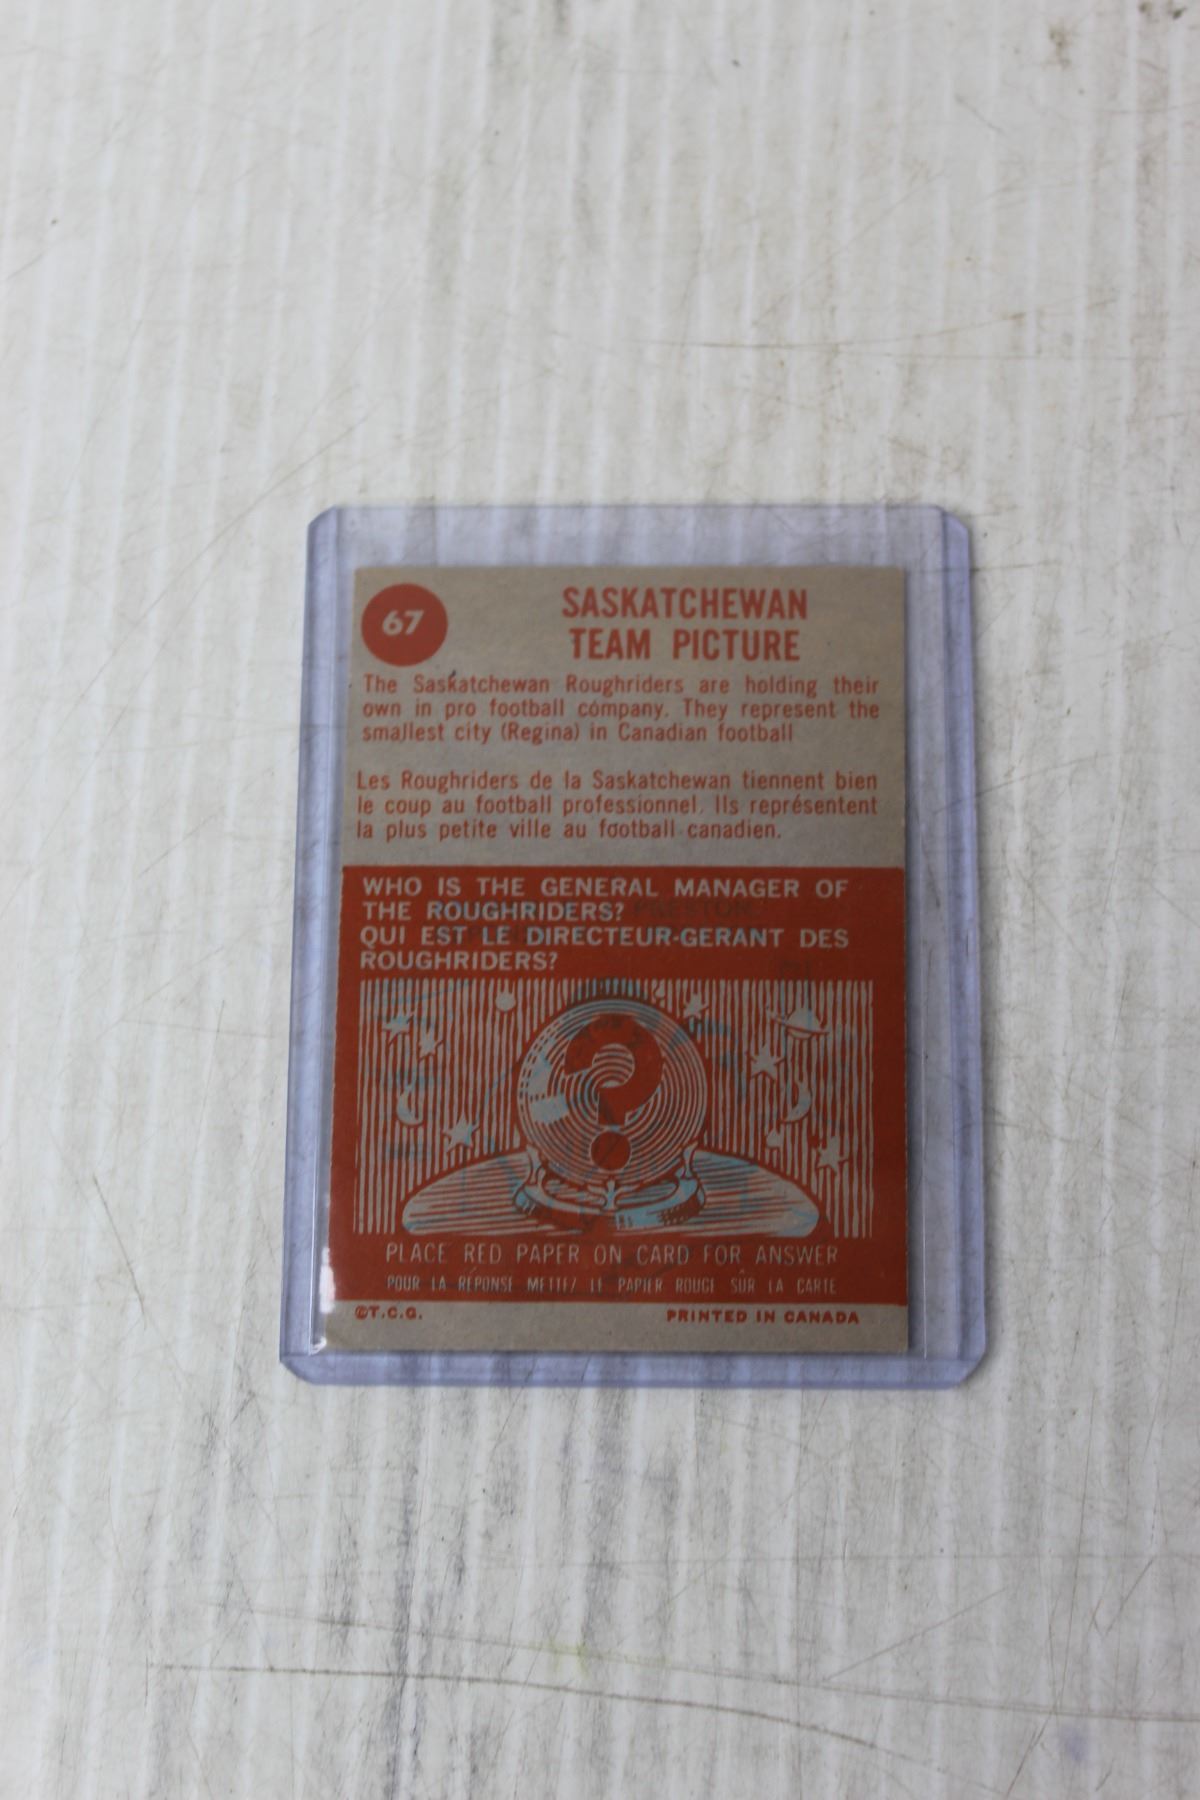 67
SASKATCHEWAN
TEAM PICTURE
The Saskatchewan Roughriders are holding their
own in pro football company. They represent the
smallest city (Regina) in Canadian football
Les Roughriders de la Saskatchewan tiennent bien
le coup au football professionnel. Ils représentent
la plus petite ville au football canadien.
WHO IS THE GENERAL MANAGER OF
THE ROUGHRIDERS? PRESTON
QUI EST LE DIRECTEUR-GERANT DES
ROUGHRIDERS?
?
PLACE RED PAPER ON CARD FOR ANSWER
POUR LA RÉPONSE METTEZ LE PAPIER ROUGE SÛR LA CARTE
©T.C.G. PRINTED IN CANADA